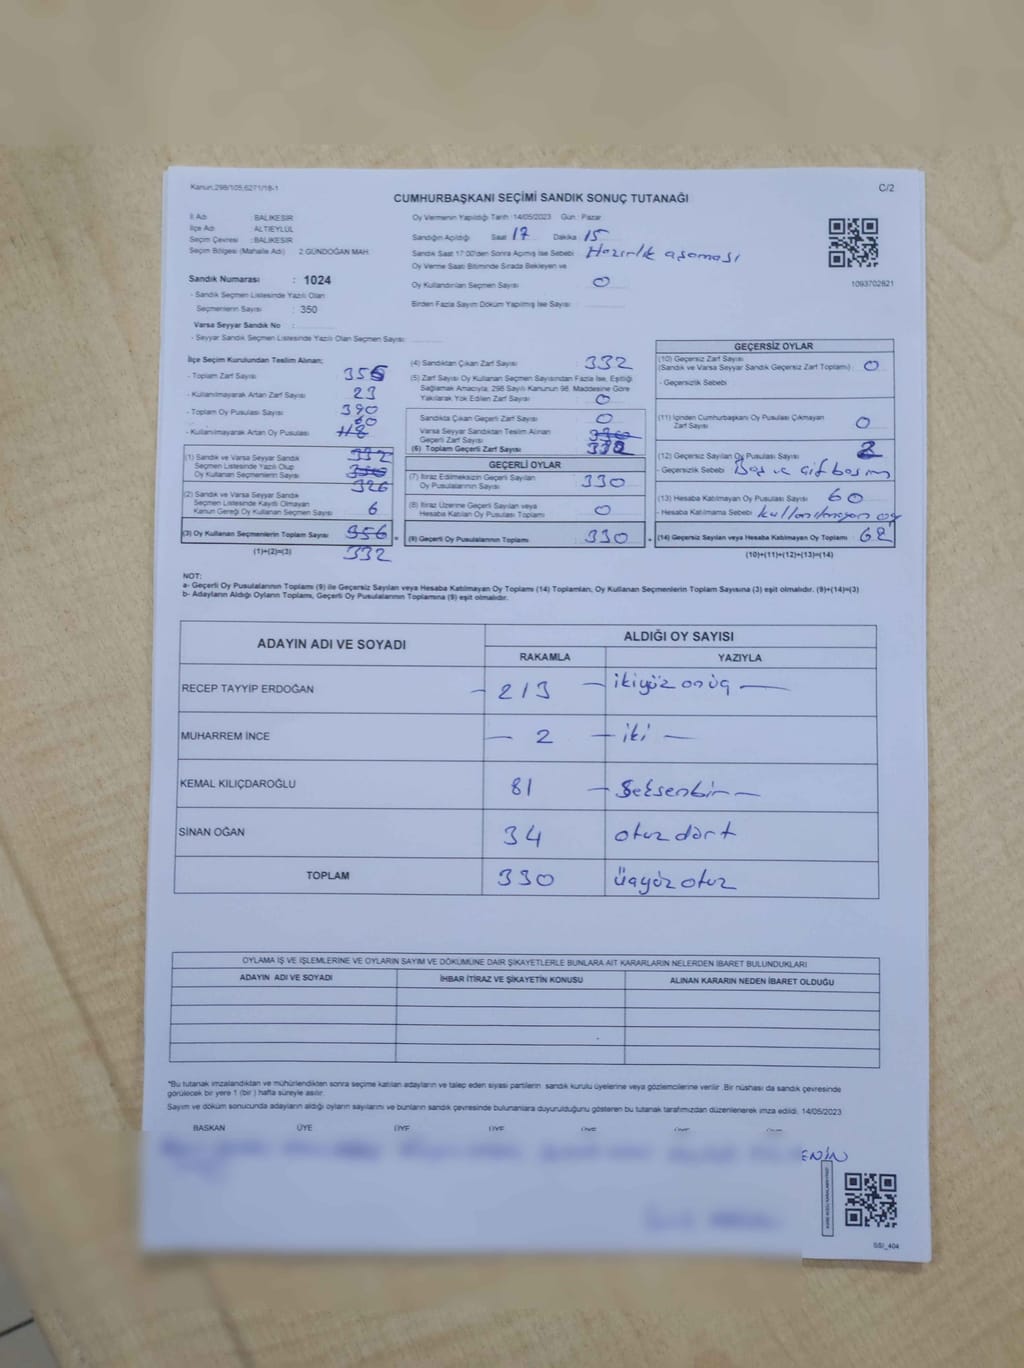 Kanun,298/105,6271/18-1
C/2
CUMHURBAŞKANI SEÇİMİ SANDIK SONUÇ TUTANAĞI
İl Adı : BALIKESİR
İlçe Adı : ALTIEYLÜL
Seçim Çevresi : BALIKESİR
Seçim Bölgesi (Mahalle Adı) 2 GÜNDOĞAN MAH.
Sandık Numarası : 1024
- Sandık Seçmen Listesinde Yazılı Olan
Seçmenlerin Sayısı : 350
Varsa Seyyar Sandık No :
- Seyyar Sandık Seçmen Listesinde Yazılı Olan Seçmen Sayısı
Oy Vermenin Yapıldığı Tarih :14/05/2023 Gün : Pazar
Sandığın Açıldığı Saat 17 Dakika 15
Sandık Saat 17:00'den Sonra Açılmış İse Sebebi Hazırlık aşaması
Oy Verme Saati Bitiminde Sırada Bekleyen ve
Oy Kullandırılan Seçmen Sayısı : 0
Birden Fazla Sayım Döküm Yapılmış İse Sayısı :
1093702821
İlçe Seçim Kurulundan Teslim Alınan;
- Toplam Zarf Sayısı : 355
- Kullanılmayarak Artan Zarf Sayısı : 23
- Toplam Oy Pusulası Sayısı : 390
- Kullanılmayarak Artan Oy Pusulası : 60
(1) Sandık ve Varsa Seyyar Sandık
Seçmen Listesinde Yazılı Olup
Oy Kullanan Seçmenlerin Sayısı
332
350
326
(2) Sandık ve Varsa Seyyar Sandık
Seçmen Listesinde Kayıtlı Olmayan
Kanun Gereği Oy Kullanan Seçmen Sayısı 6
(3) Oy Kullanan Seçmenlerin Toplam Sayısı 356
(1)+(2)=(3) 332
(4) Sandıktan Çıkan Zarf Sayısı : 332
(5) Zarf Sayısı Oy Kullanan Seçmen Sayısından Fazla İse, Eşitliği
Sağlamak Amacıyla; 298 Sayılı Kanunun 98. Maddesine Göre
Yakılarak Yok Edilen Zarf Sayısı : 0
Sandıkta Çıkan Geçerli Zarf Sayısı : 0
Varsa Seyyar Sandıktan Teslim Alınan
Geçerli Zarf Sayısı
(6) Toplam Geçerli Zarf Sayısı : 332
GEÇERLİ OYLAR
(7) İtiraz Edilmeksizin Geçerli Sayılan
Oy Pusulalarının Sayısı : 330
(8) İtiraz Üzerine Geçerli Sayılan veya
Hesaba Katılan Oy Pusulası Toplamı : 0
(9) Geçerli Oy Pusulalarının Toplamı : 330
GEÇERSİZ OYLAR
(10) Geçersiz Zarf Sayısı
(Sandık ve Varsa Seyyar Sandık Geçersiz Zarf Toplamı) : 0
- Geçersizlik Sebebi
(11) İçinden Cumhurbaşkanı Oy Pusulası Çıkmayan
Zarf Sayısı : 0
(12) Geçersiz Sayılan Oy Pusulası Sayısı : 2
- Geçersizlik Sebebi Boş ve çift basım
(13) Hesaba Katılmayan Oy Pusulası Sayısı : 60
- Hesaba Katılmama Sebebi kullanılmayan oy
(14) Geçersiz Sayılan veya Hesaba Katılmayan Oy Toplamı : 62
(10)+(11)+(12)+(13)=(14)
NOT:
a- Geçerli Oy Pusulalarının Toplamı (9) ile Geçersiz Sayılan veya Hesaba Katılmayan Oy Toplamı (14) Toplamları, Oy Kullanan Seçmenlerin Toplam Sayısına (3) eşit olmalıdır. (9)+(14)=(3)
b- Adayların Aldığı Oyların Toplamı, Geçerli Oy Pusulalarının Toplamına (9) eşit olmalıdır.
ADAYIN ADI VE SOYADI ALDIĞI OY SAYISI
RAKAMLA YAZIYLA
RECEP TAYYİP ERDOĞAN - 213 - ikiyüz onüç -
MUHARREM İNCE - 2 - iki -
KEMAL KILIÇDAROĞLU 81 - Seksenbir -
SİNAN OĞAN 34 otuz dört
TOPLAM 330 üçyüz otuz
OYLAMA İŞ VE İŞLEMLERİNE VE OYLARIN SAYIM VE DÖKÜMÜNE DAİR ŞİKAYETLERLE BUNLARA AİT KARARLARIN NELERDEN İBARET BULUNDUKLARI
ADAYIN ADI VE SOYADI İHBAR İTİRAZ VE ŞİKAYETİN KONUSU ALINAN KARARIN NEDEN İBARET OLDUĞU
*Bu tutanak imzalandıktan ve mühürlendikten sonra seçime katılan adayların ve talep eden siyasi partilerin sandık kurulu üyelerine veya gözlemcilerine verilir. Bir nüshası da sandık çevresinde
görülecek bir yere 1 (bir ) hafta süreyle asılır.
Sayım ve döküm sonucunda adayların aldığı oyların sayılarını ve bunların sandık çevresinde bulunanlara duyurulduğunu gösteren bu tutanak tarafımızdan düzenlenerek imza edildi. 14/05/2023
BAŞKAN ÜYE ÜYE ÜYE ÜYE ÜYE ÜYE
ENİN
SSI_404